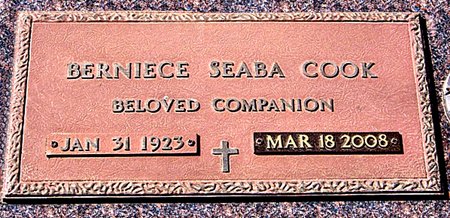 BERNIECE SEABA COOK
BELOVED COMPANION
JAN 31 1923 MAR 18 2008